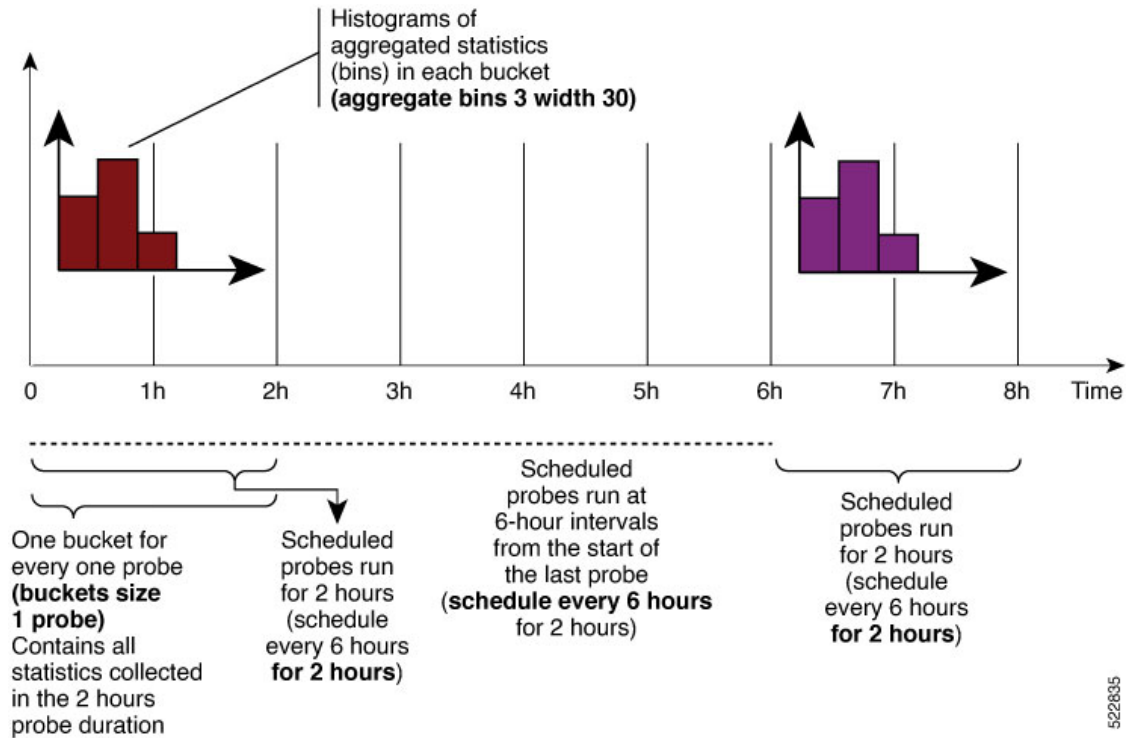 Histograms of
aggregated statistics
(bins) in each bucket
(aggregate bins 3 width 30)
0
1h
2h
3h
4h
5h
6h
7h
8h
Time
One bucket for
every one probe
(buckets size
1 probe)
Contains all
statistics collected
in the 2 hours
probe duration
Scheduled
probes run
for 2 hours
(schedule
every 6 hours
for 2 hours)
Scheduled
probes run at
6-hour intervals
from the start of
the last probe
(schedule every 6 hours
for 2 hours)
Scheduled
probes run
for 2 hours
(schedule
every 6 hours
for 2 hours)
522835